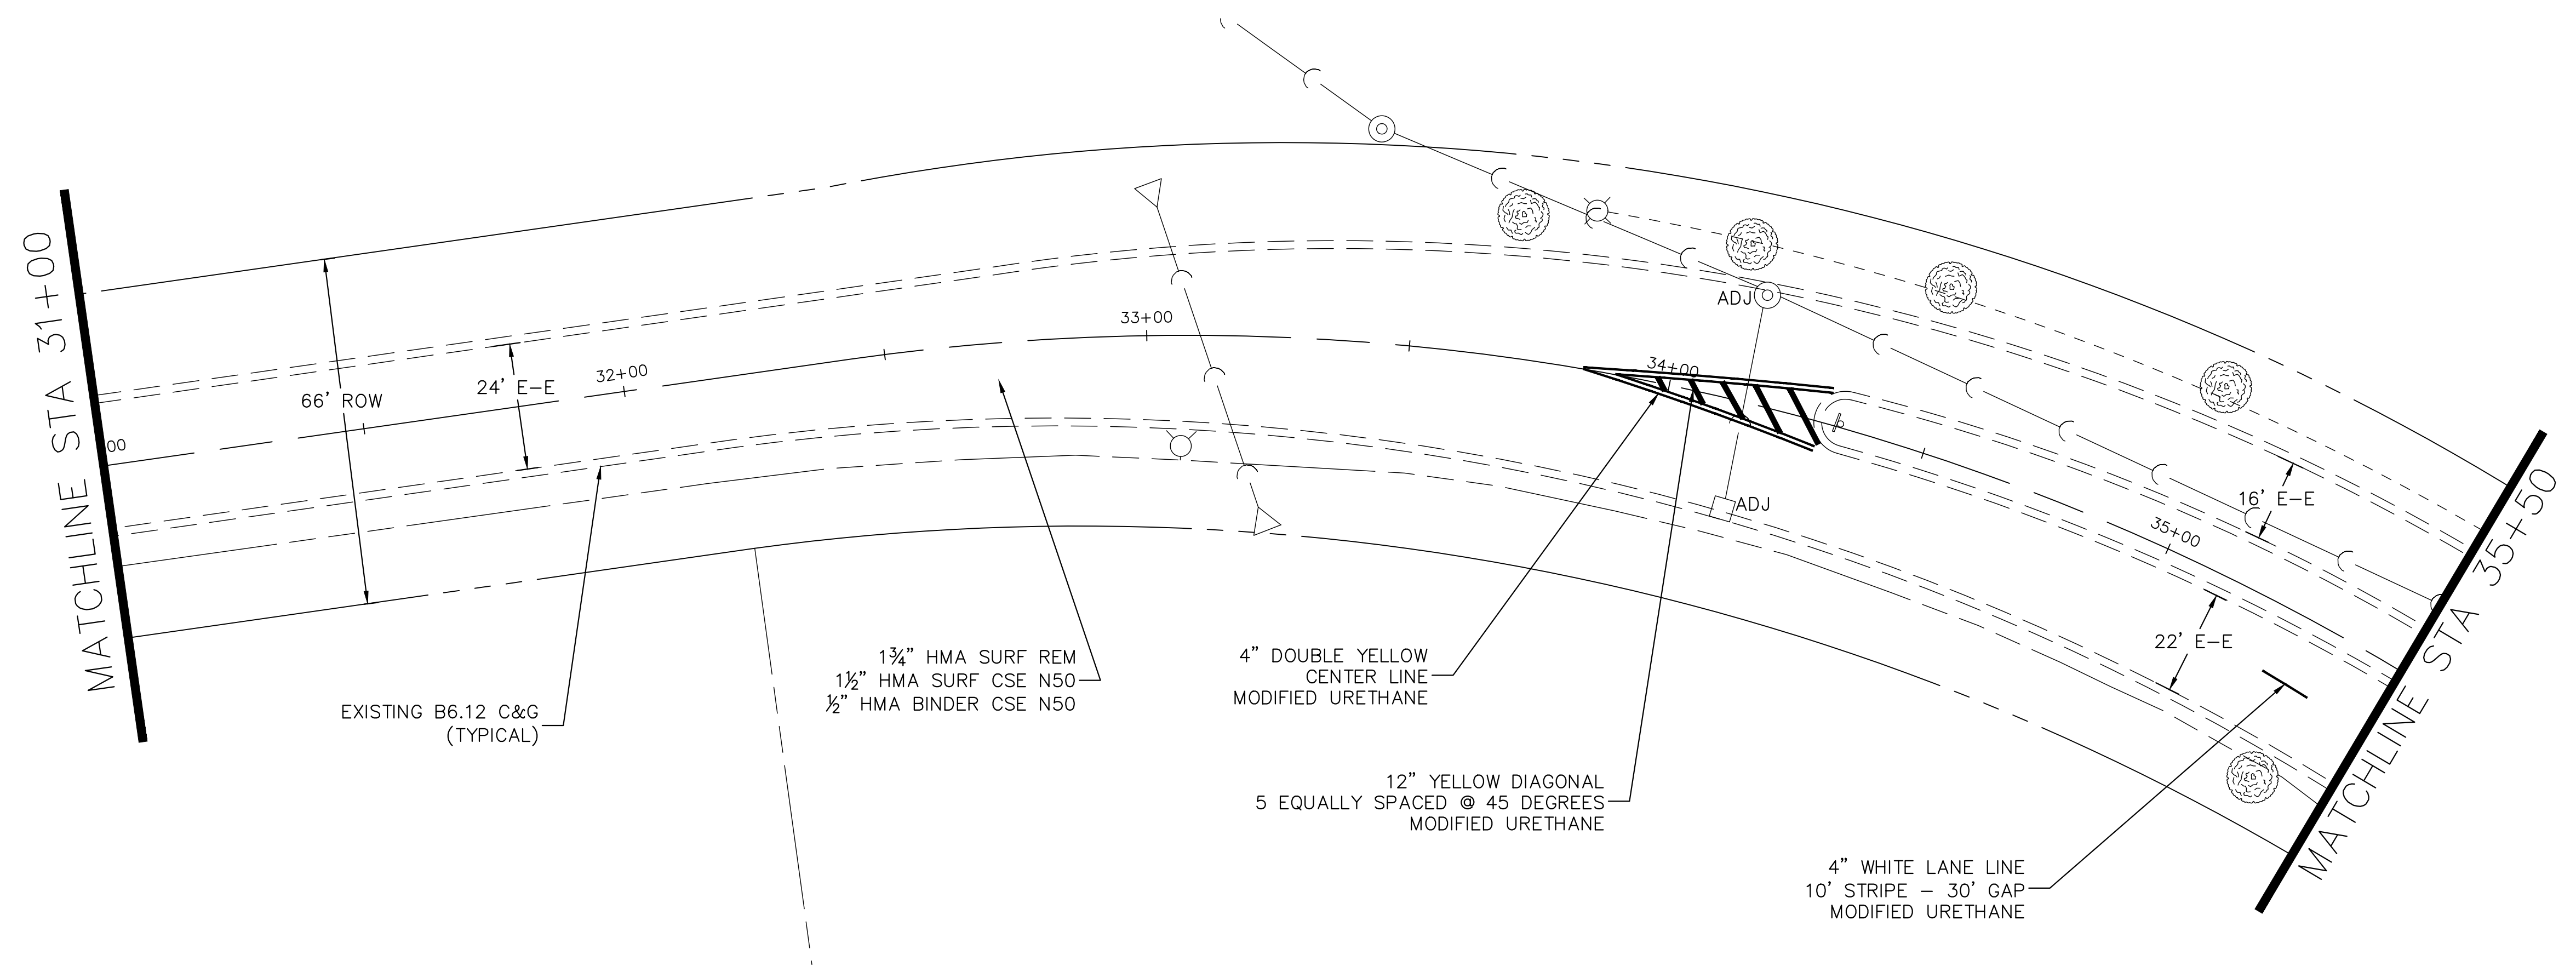 MATCHLINE STA 31+00
00
66' ROW
24' E-E
32+00
33+00
34+00
ADJ
ADJ
35+00
16' E-E
22' E-E
MATCHLINE STA 35+50
EXISTING B6.12 C&G
(TYPICAL)
1¾" HMA SURF REM
1½" HMA SURF CSE N50
½" HMA BINDER CSE N50
4" DOUBLE YELLOW
CENTER LINE
MODIFIED URETHANE
12" YELLOW DIAGONAL
5 EQUALLY SPACED @ 45 DEGREES
MODIFIED URETHANE
4" WHITE LANE LINE
10' STRIPE - 30' GAP
MODIFIED URETHANE